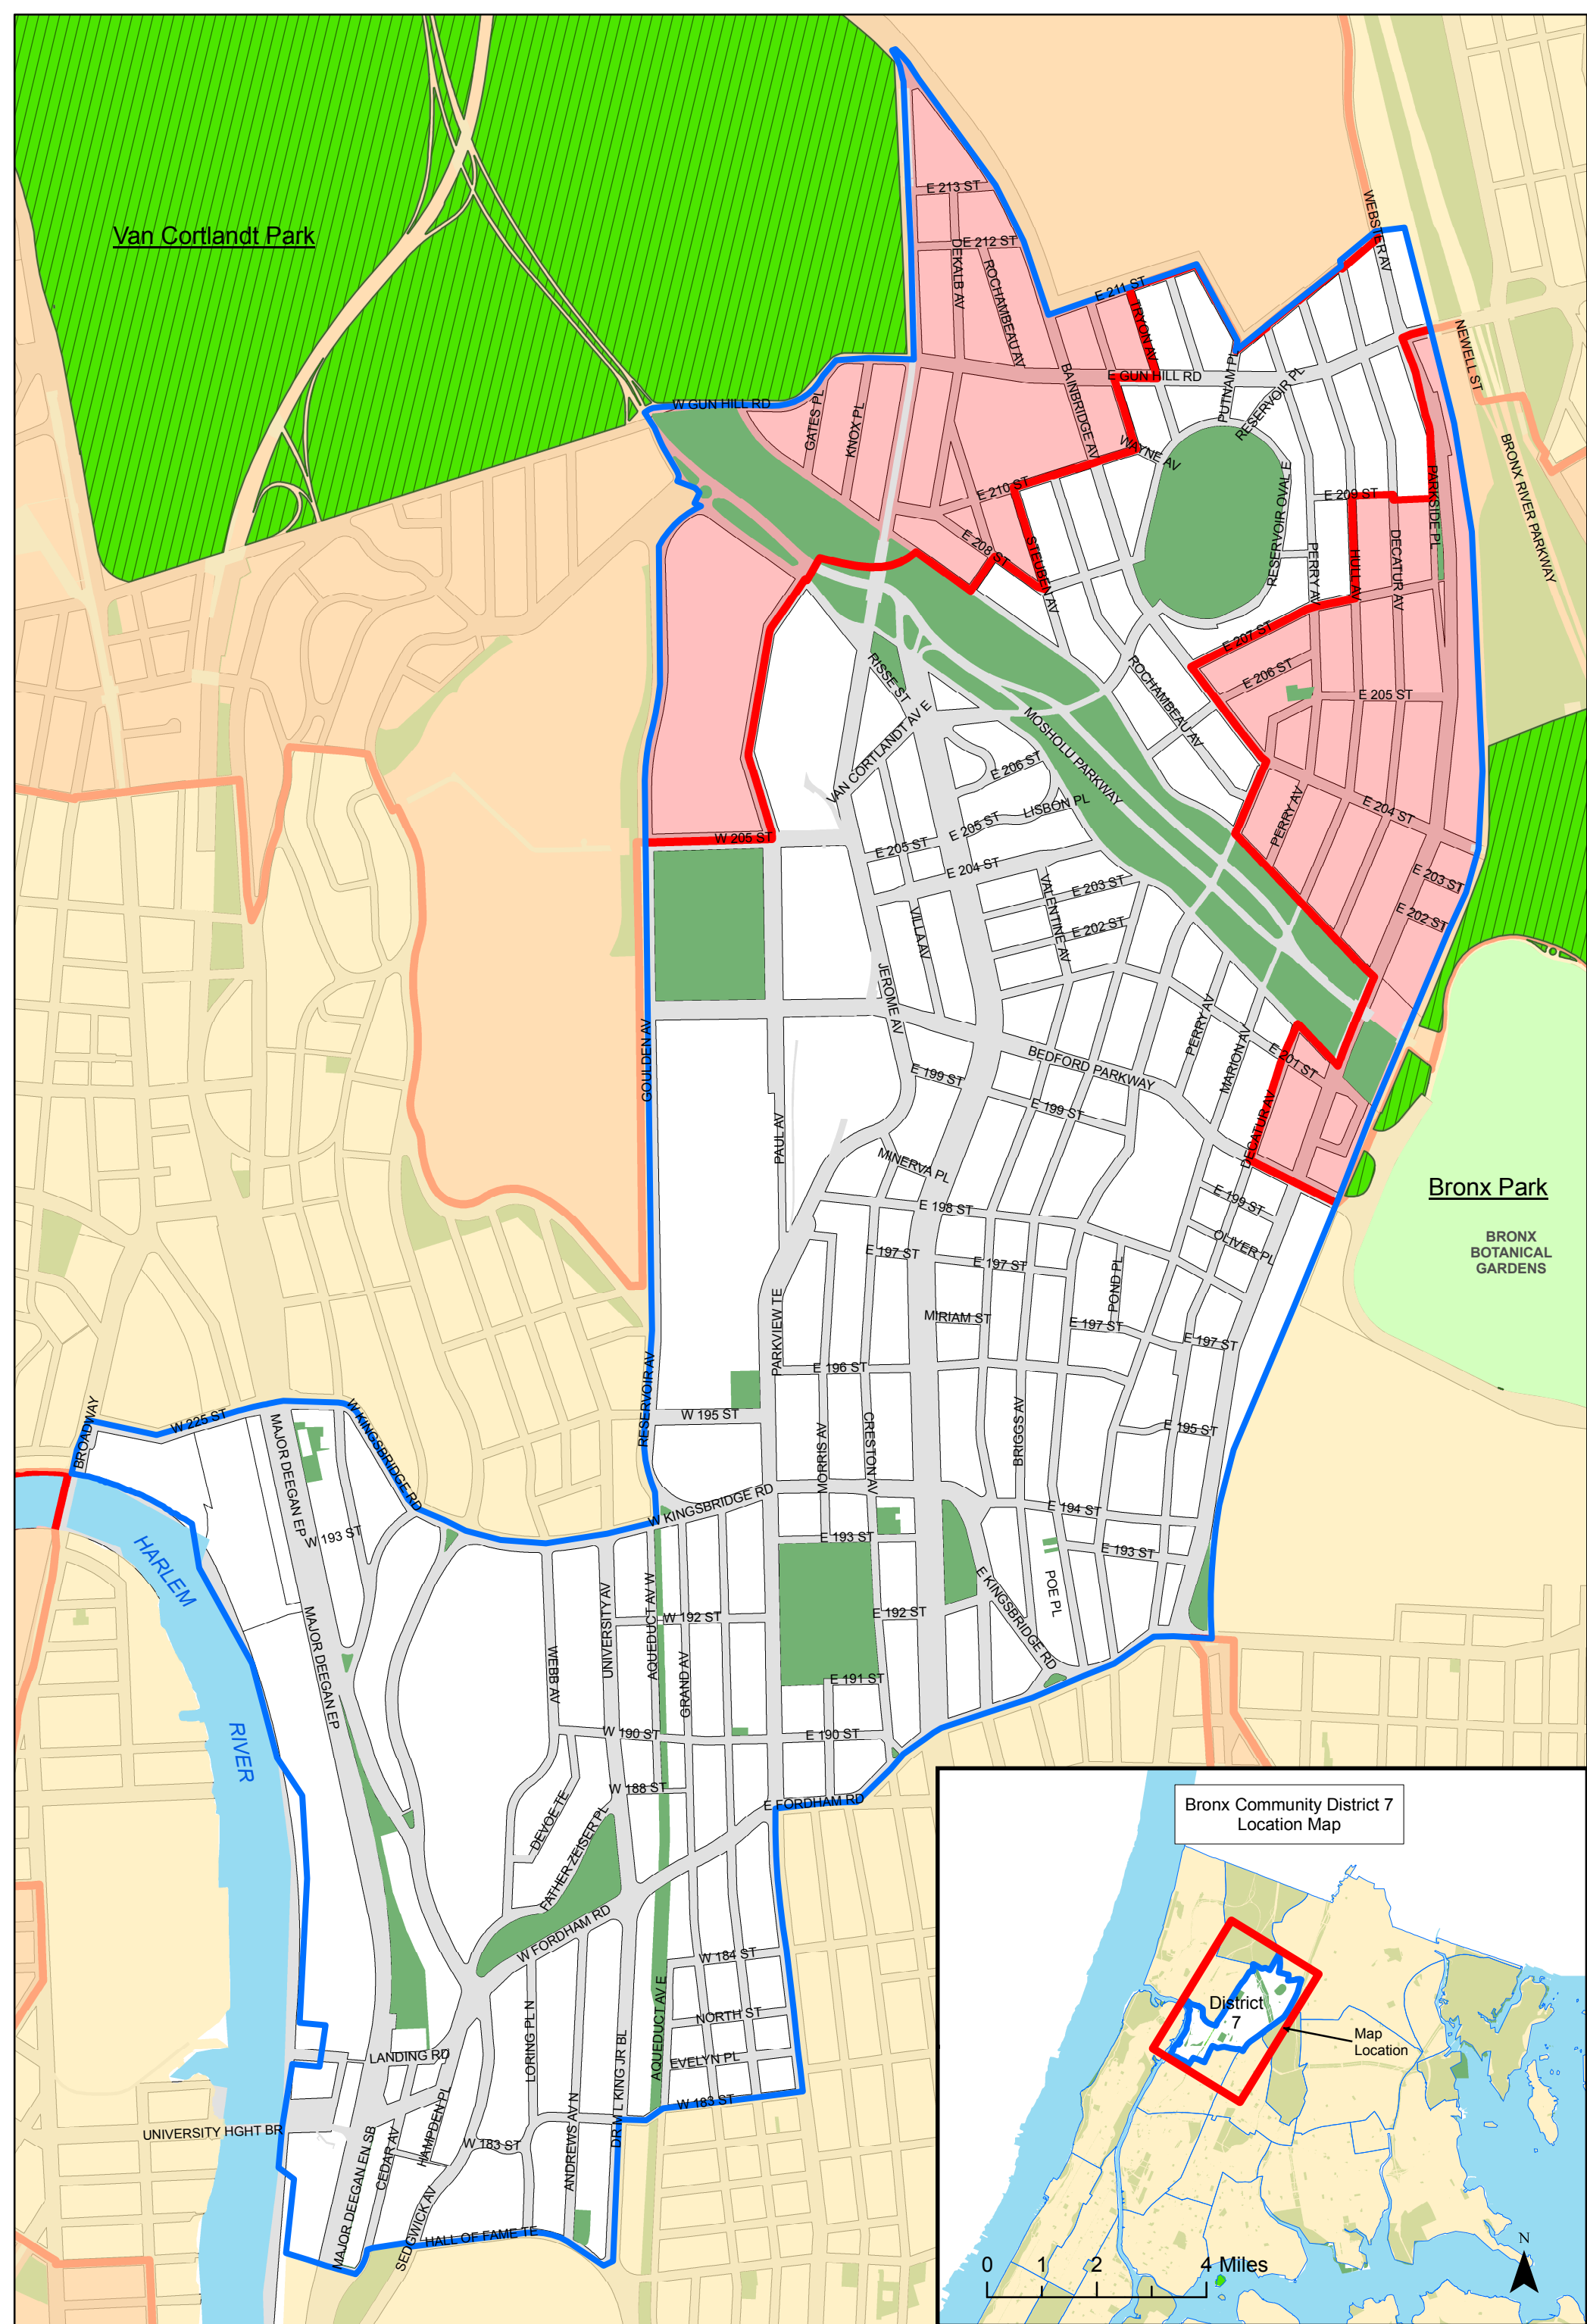 Van Cortlandt Park
E 213 ST
E 212 ST
DEKALB AV
ROCHAMBEAU AV
E 211 ST
TRYON AV
WEBSTER AV
NEWELL ST
BRONX RIVER PARKWAY
W GUN HILL RD
GATES PL
KNOX PL
BAINBRIDGE AV
E GUN HILL RD
PUTNAM PL
RESERVOIR PL
WAYNE AV
E 210 ST
E 208 ST
STEUBEN AV
RESERVOIR OVAL E
E 209 ST
PERRY AV
HULL AV
DECATUR AV
PARKSIDE PL
E 207 ST
E 206 ST
E 205 ST
RISSE ST
VAN CORTLANDT AV E
ROCHAMBEAU AV
MOSHOLU PARKWAY
E 206 ST
LISBON PL
E 205 ST
E 205 ST
E 204 ST
W 205 ST
PERRY AV
E 204 ST
E 203 ST
E 202 ST
VALENTINE AV
E 203 ST
E 202 ST
VILLA AV
JEROME AV
GOULDEN AV
PAUL AV
BEDFORD PARKWAY
PERRY AV
MARION AV
E 201 ST
DECATUR AV
E 199 ST
E 199 ST
MINERVA PL
E 198 ST
E 199 ST
OLIVER PL
Bronx Park
BRONX
BOTANICAL
GARDENS
E 197 ST
E 197 ST
POND PL
MIRIAM ST
E 197 ST
E 197 ST
PARKVIEW TE
E 196 ST
RESERVOIR AV
W 195 ST
MORRIS AV
CRESTON AV
BRIGGS AV
E 195 ST
BROADWAY
W 225 ST
MAJOR DEEGAN EP
W KINGSBRIDGE RD
W KINGSBRIDGE RD
E 194 ST
W 193 ST
E 193 ST
E 193 ST
HARLEM
RIVER
MAJOR DEEGAN EP
WEBB AV
UNIVERSITY AV
AQUEDUCT AV W
W 192 ST
GRAND AV
E 192 ST
E KINGSBRIDGE RD
POE PL
E 191 ST
W 190 ST
E 190 ST
W 188 ST
E FORDHAM RD
DEVOE TE
FATHER ZEISER PL
W FORDHAM RD
W 184 ST
NORTH ST
EVELYN PL
W 183 ST
LORING PL N
AQUEDUCT AV E
LANDING RD
UNIVERSITY HGHT BR
MAJOR DEEGAN EN SB
CEDAR AV
HAMPDEN PL
W 183 ST
ANDREWS AV N
DR M L KING JR BL
SEDGWICK AV
HALL OF FAME TE
Bronx Community District 7
Location Map
District
7
Map
Location
0 1 2 4 Miles
N